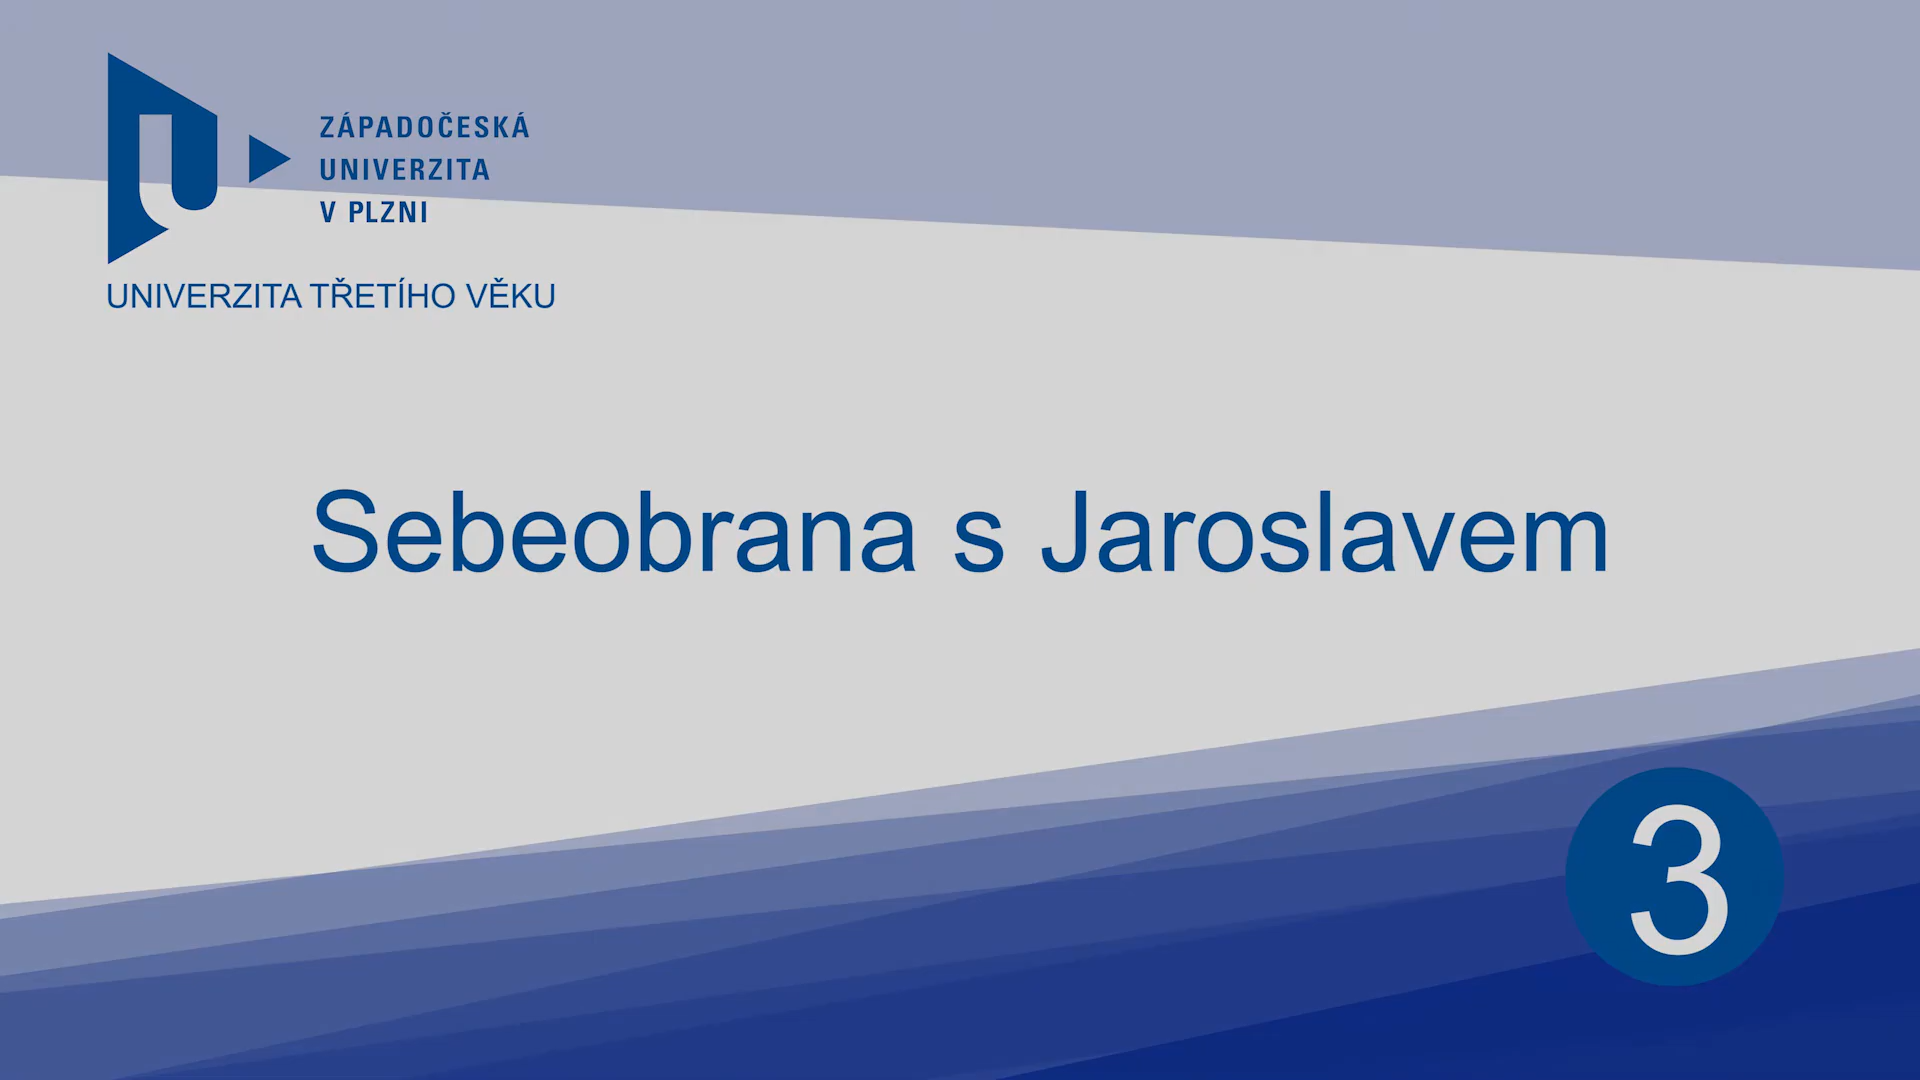 ZÁPADOČESKÁ
UNIVERZITA
V PLZNI
UNIVERZITA TŘETÍHO VĚKU
Sebeobrana s Jaroslavem
3